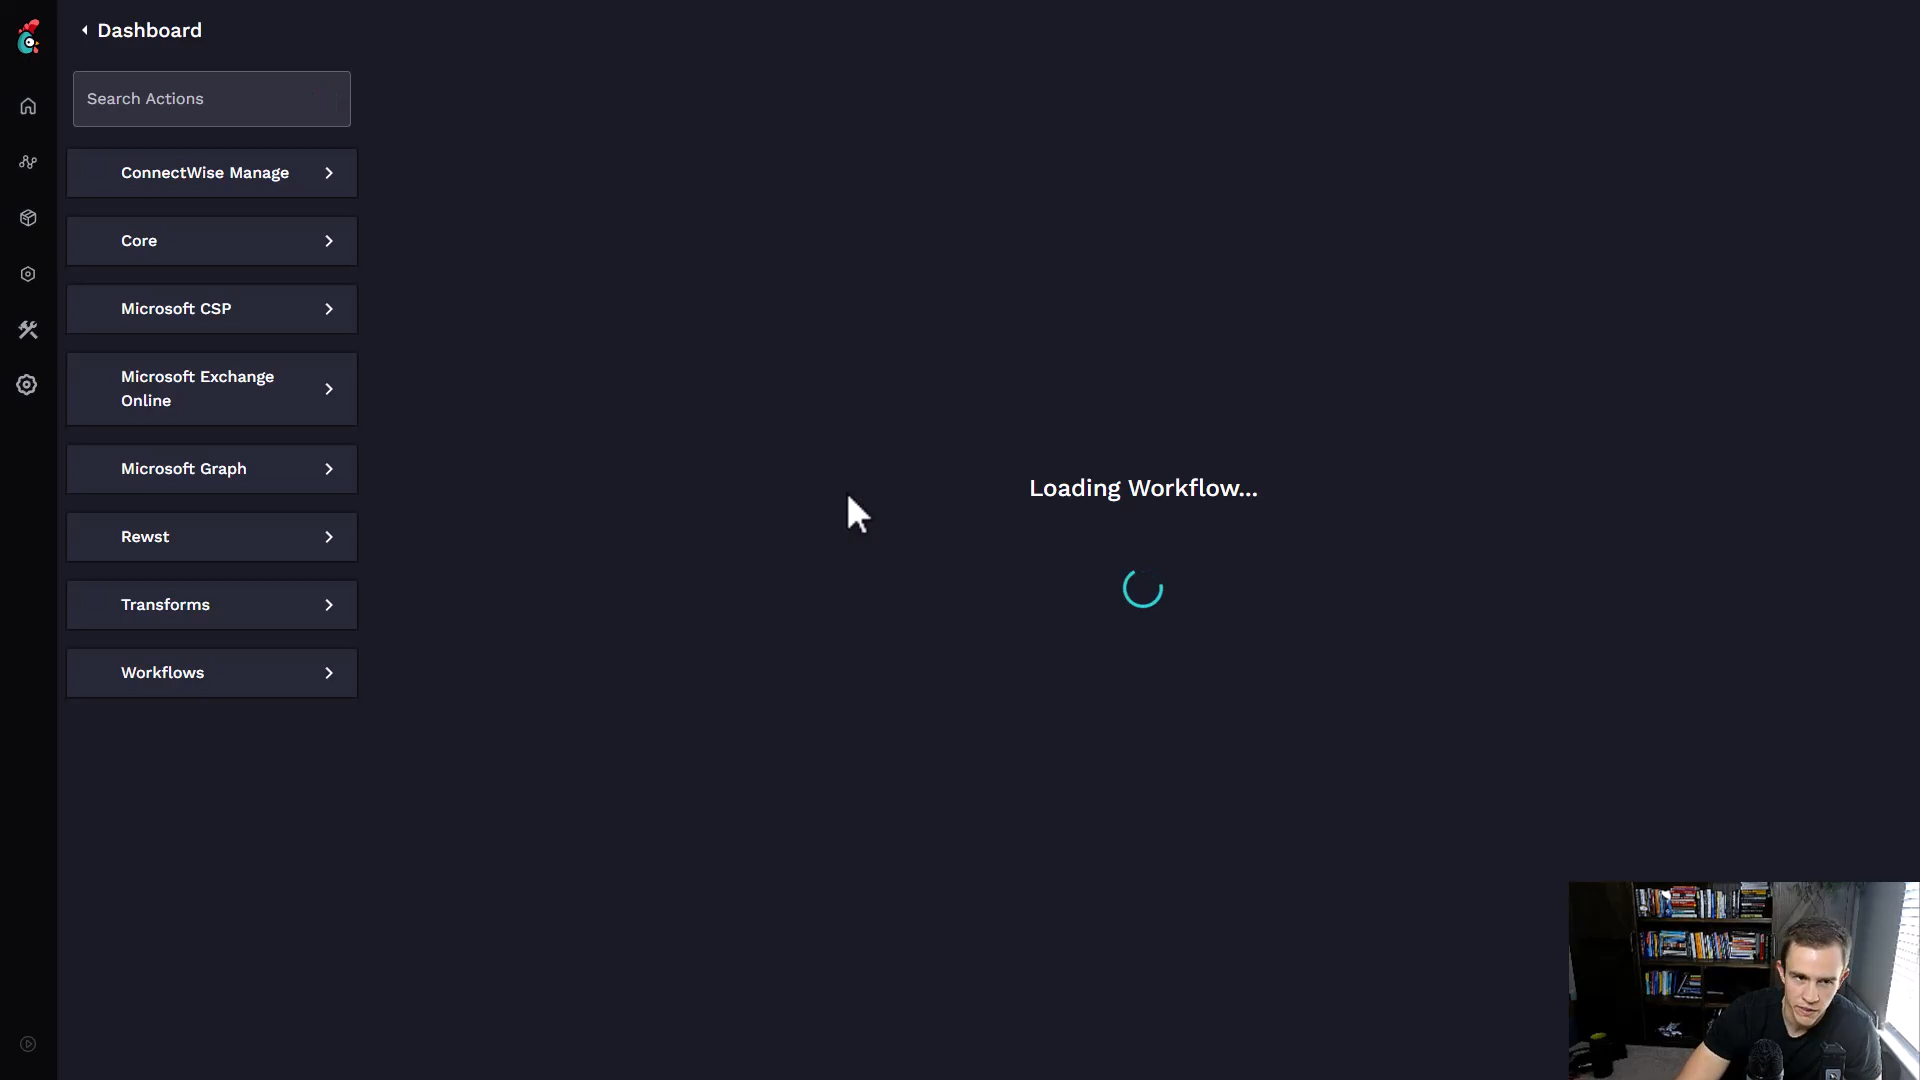 Dashboard
Search Actions
ConnectWise Manage
Core
Microsoft CSP
Microsoft Exchange
Online
Microsoft Graph
Rewst
Transforms
Workflows
Loading Workflow...